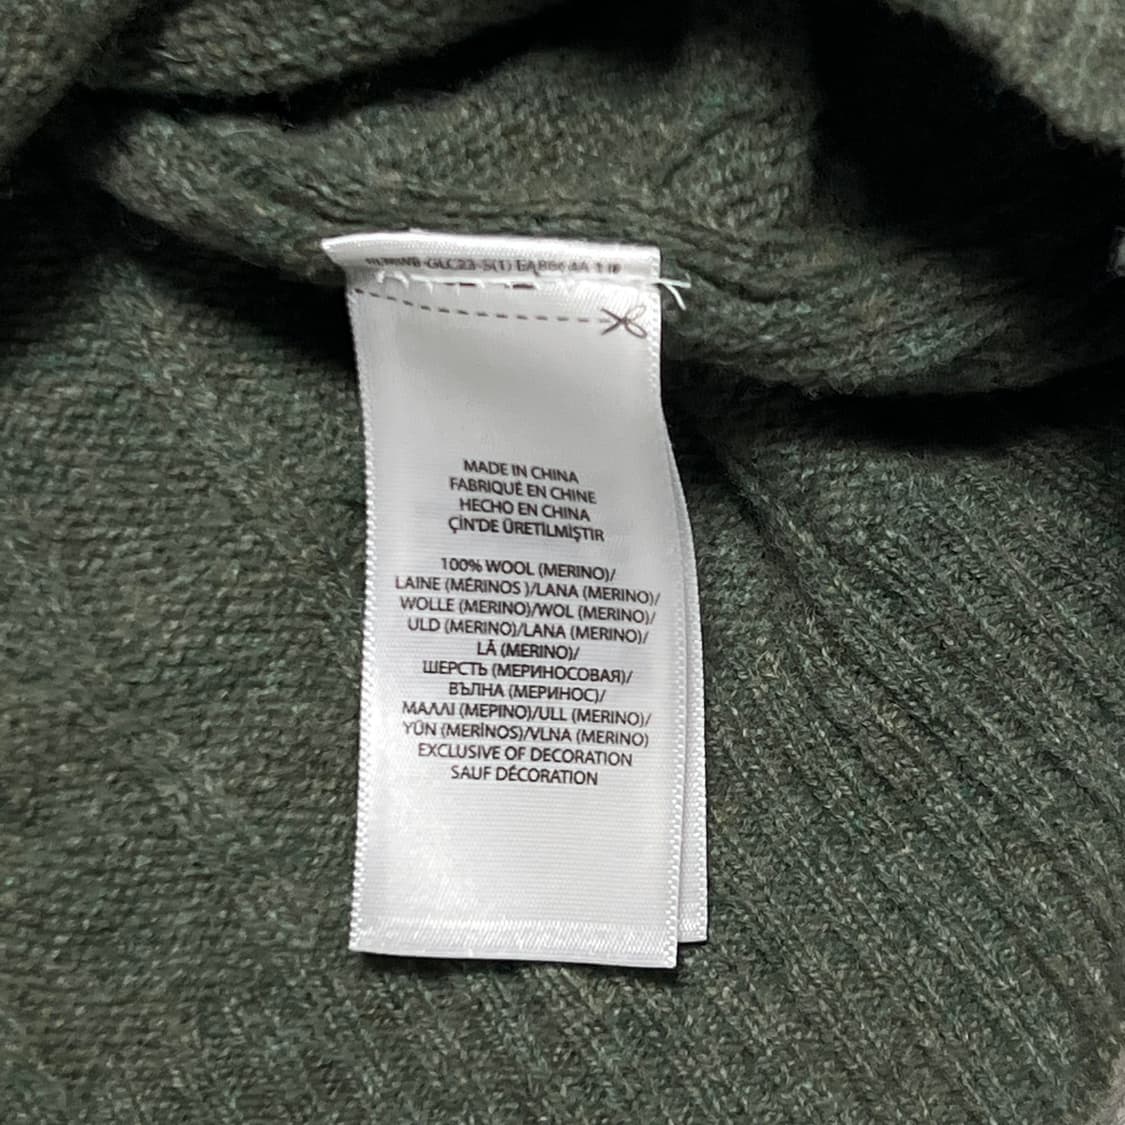 MADE IN CHINA
FABRIQUÉ EN CHINE
HECHO EN CHINA
ÇİN'DE ÜRETİLMİŞTİR
100% WOOL (MERINO)/
LAINE (MÉRINOS )/LANA (MERINO)/
WOLLE (MERINO)/WOL (MERINO)/
ULD (MERINO)/LANA (MERINO)/
LÃ (MERINO)/
ШЕРСТЬ (МЕРИНОСОВАЯ)/
ВЪЛНА (МЕРИНОС)/
ΜΑΛΛΙ (ΜΕΡΙΝΟ)/ULL (MERINO)/
YÜN (MERİNOS)/VLNA (MERINO)
EXCLUSIVE OF DECORATION
SAUF DÉCORATION